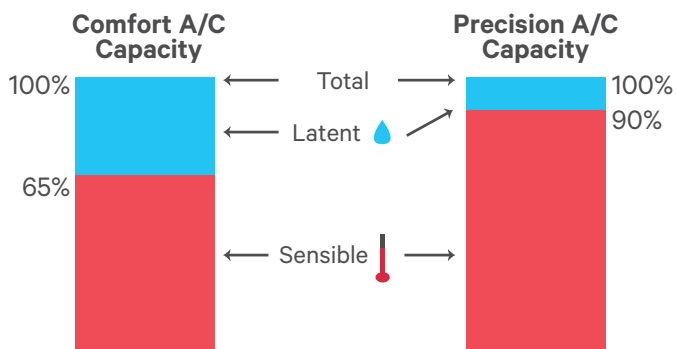 Comfort A/C
Capacity
Precision A/C
Capacity
100%
Total
100%
Latent
90%
65%
Sensible